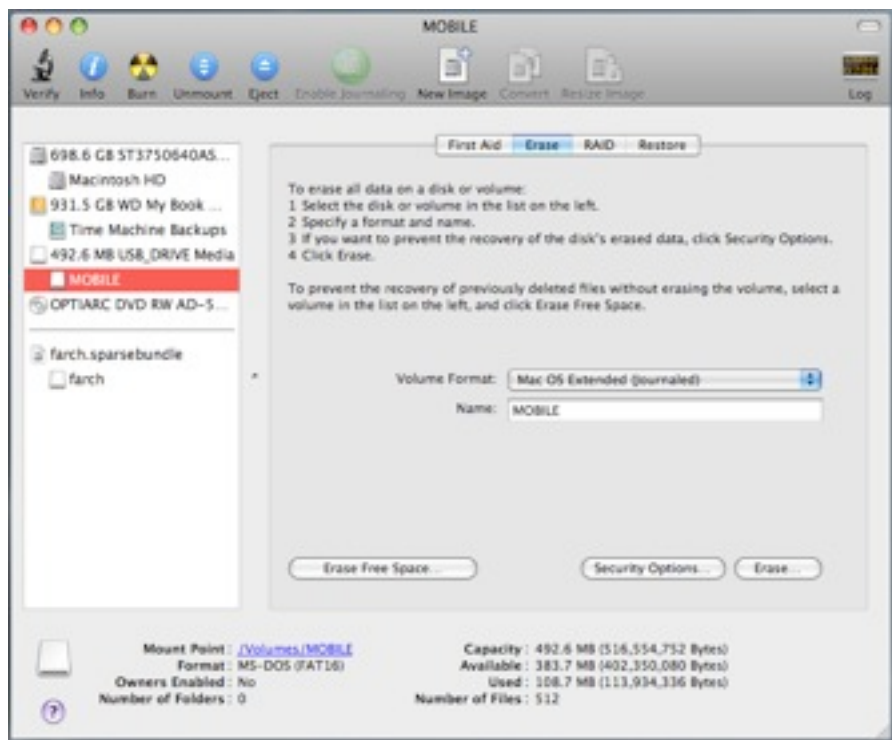 MOBILE
Verify Info Burn Unmount Eject Enable Journaling New Image Convert Resize Image Log
698.6 GB ST3750640AS...
Macintosh HD
931.5 GB WD My Book ...
Time Machine Backups
492.6 MB USB_DRIVE Media
MOBILE
OPTIARC DVD RW AD-5...
farch.sparsebundle
farch
First Aid Erase RAID Restore
To erase all data on a disk or volume:
1 Select the disk or volume in the list on the left.
2 Specify a format and name.
3 If you want to prevent the recovery of the disk's erased data, click Security Options.
4 Click Erase.
To prevent the recovery of previously deleted files without erasing the volume, select a
volume in the list on the left, and click Erase Free Space.
Volume Format: Mac OS Extended (Journaled)
Name: MOBILE
Erase Free Space... Security Options... Erase...
Mount Point : /Volumes/MOBILE
Format : MS-DOS (FAT16)
Owners Enabled : No
Number of Folders : 0
Capacity : 492.6 MB (516,554,752 Bytes)
Available : 383.7 MB (402,350,080 Bytes)
Used : 108.7 MB (113,934,336 Bytes)
Number of Files : 512
?